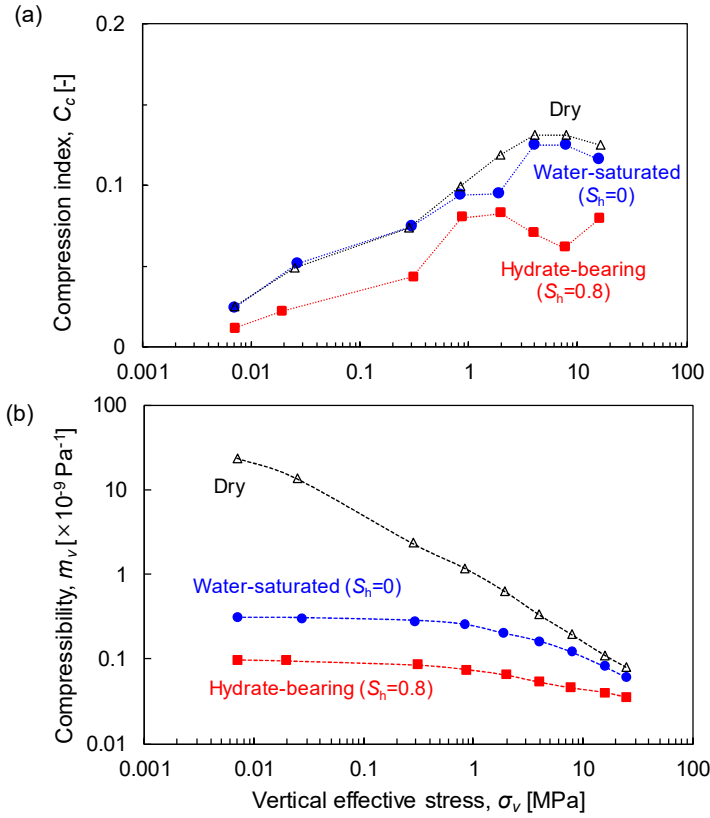 (a)
0.2
0.1
0
Compression index, Cc [-]
Dry
Water-saturated
(Sh=0)
Hydrate-bearing
(Sh=0.8)
0.001 0.01 0.1 1 10 100
(b)
100
10
1
0.1
0.01
Compressibility, mv [×10-9 Pa-1]
Dry
Water-saturated (Sh=0)
Hydrate-bearing (Sh=0.8)
0.001 0.01 0.1 1 10 100
Vertical effective stress, σv [MPa]